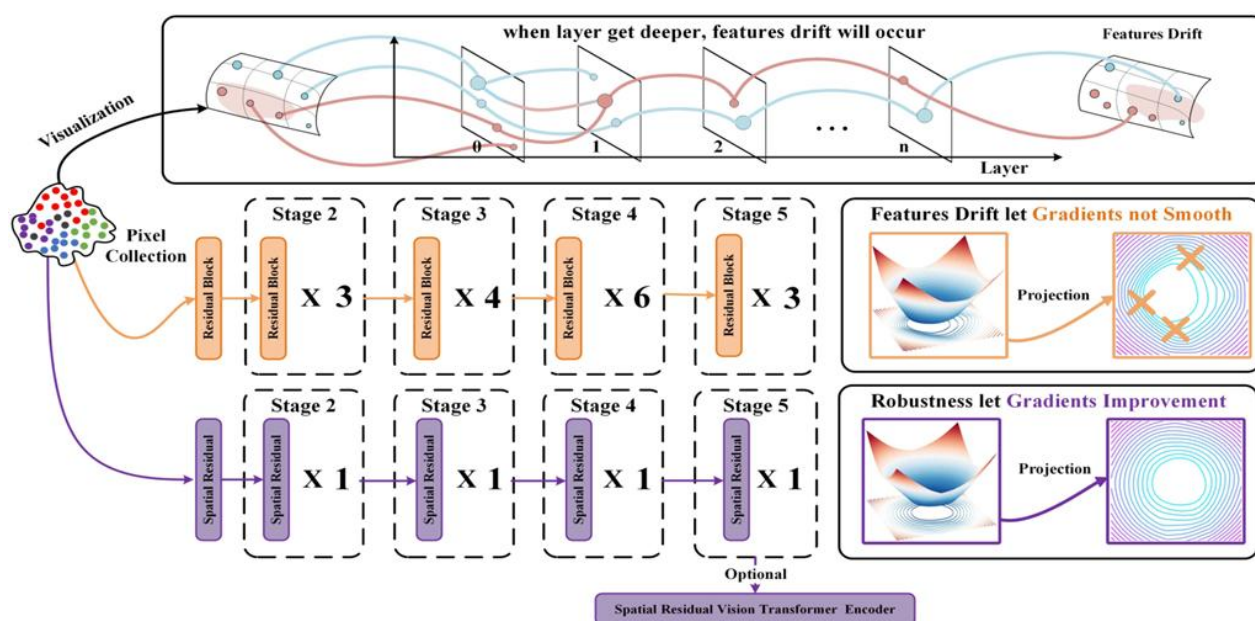 when layer get deeper, features drift will occur
Features Drift
Visualization
0
1
2
...
n
Layer
Pixel
Collection
Stage 2
Stage 3
Stage 4
Stage 5
Residual Block
Residual Block
X 3
Residual Block
X 4
Residual Block
X 6
Residual Block
X 3
Features Drift let Gradients not Smooth
Projection
Stage 2
Stage 3
Stage 4
Stage 5
Spatial Residual
Spatial Residual
X 1
Spatial Residual
X 1
Spatial Residual
X 1
Spatial Residual
X 1
Robustness let Gradients Improvement
Projection
Optional
Spatial Residual Vision Transformer Encoder